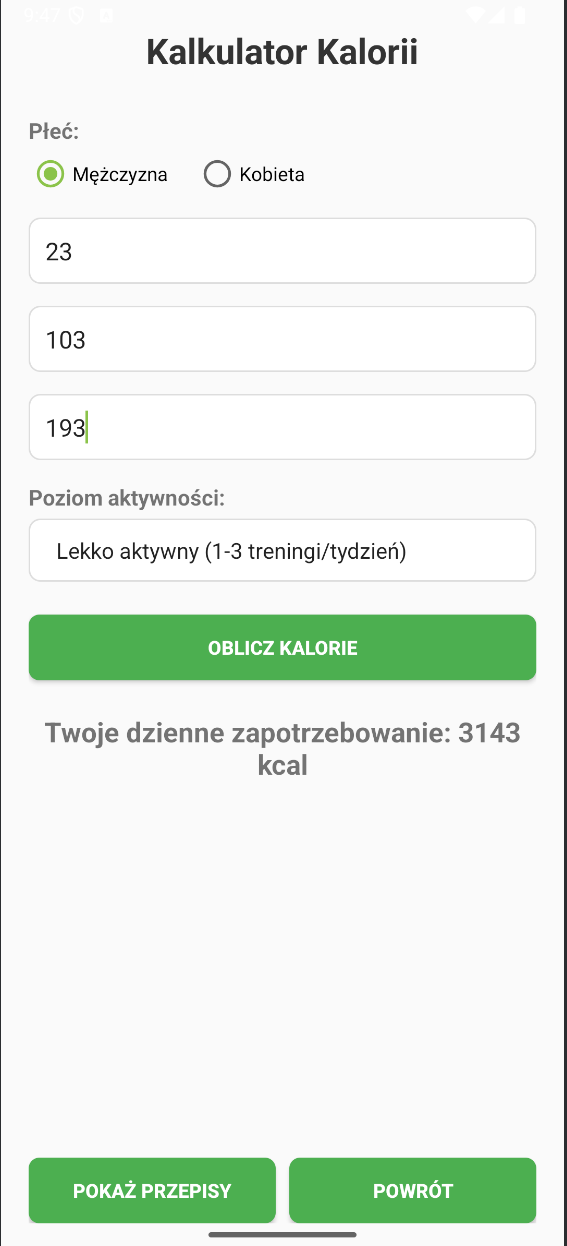 9:47
Kalkulator Kalorii
Płeć:
Mężczyzna Kobieta
23
103
193
Poziom aktywności:
Lekko aktywny (1-3 treningi/tydzień)
OBLICZ KALORIE
Twoje dzienne zapotrzebowanie: 3143
kcal
POKAŻ PRZEPISY POWRÓT